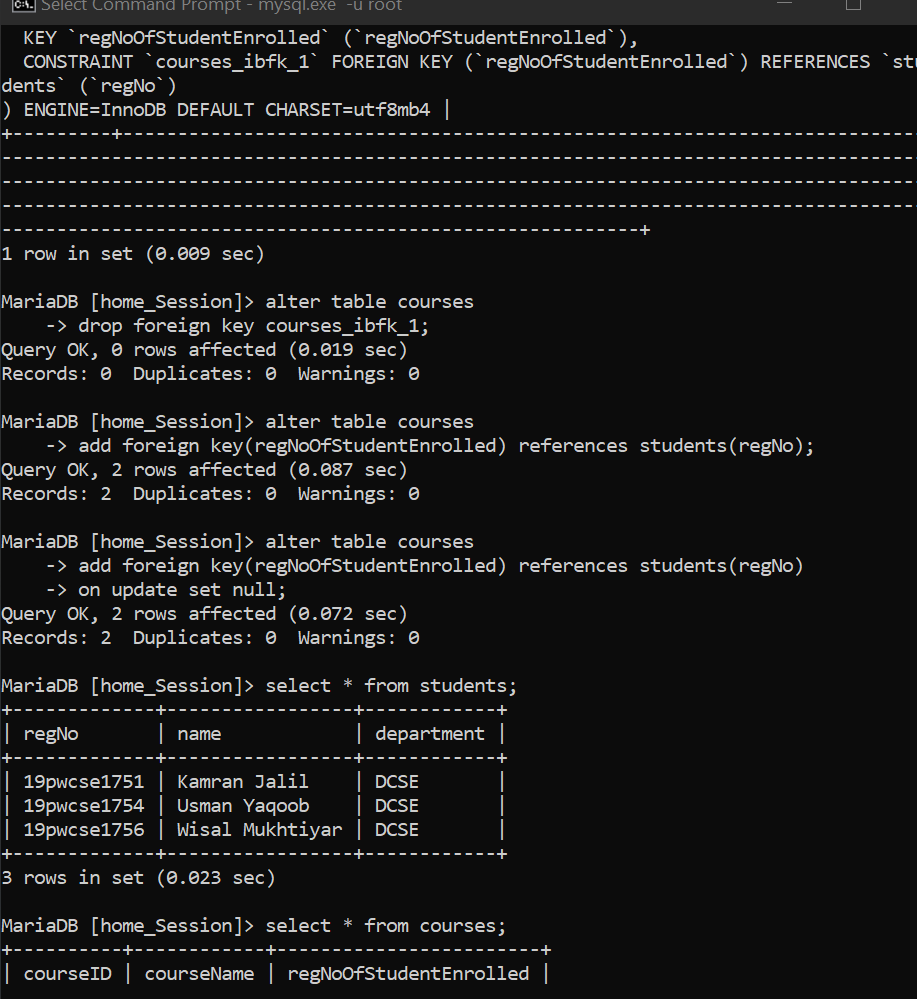 Select Command Prompt - mysql.exe -u root
KEY `regNoOfStudentEnrolled` (`regNoOfStudentEnrolled`),
CONSTRAINT `courses_ibfk_1` FOREIGN KEY (`regNoOfStudentEnrolled`) REFERENCES `stu
dents` (`regNo`)
) ENGINE=InnoDB DEFAULT CHARSET=utf8mb4 |
+---------+------------------------------------------------------------------------
-----------------------------------------------------------------------------------
-----------------------------------------------------------------------------------
-----------------------------------------------------------------------------------
----------------------------------------------------------+
1 row in set (0.009 sec)
MariaDB [home_Session]> alter table courses
-> drop foreign key courses_ibfk_1;
Query OK, 0 rows affected (0.019 sec)
Records: 0  Duplicates: 0  Warnings: 0
MariaDB [home_Session]> alter table courses
-> add foreign key(regNoOfStudentEnrolled) references students(regNo);
Query OK, 2 rows affected (0.087 sec)
Records: 2  Duplicates: 0  Warnings: 0
MariaDB [home_Session]> alter table courses
-> add foreign key(regNoOfStudentEnrolled) references students(regNo)
-> on update set null;
Query OK, 2 rows affected (0.072 sec)
Records: 2  Duplicates: 0  Warnings: 0
MariaDB [home_Session]> select * from students;
+-------------+-----------------+------------+
| regNo       | name            | department |
+-------------+-----------------+------------+
| 19pwcse1751 | Kamran Jalil    | DCSE       |
| 19pwcse1754 | Usman Yaqoob    | DCSE       |
| 19pwcse1756 | Wisal Mukhtiyar | DCSE       |
+-------------+-----------------+------------+
3 rows in set (0.023 sec)
MariaDB [home_Session]> select * from courses;
+----------+------------+------------------------+
| courseID | courseName | regNoOfStudentEnrolled |